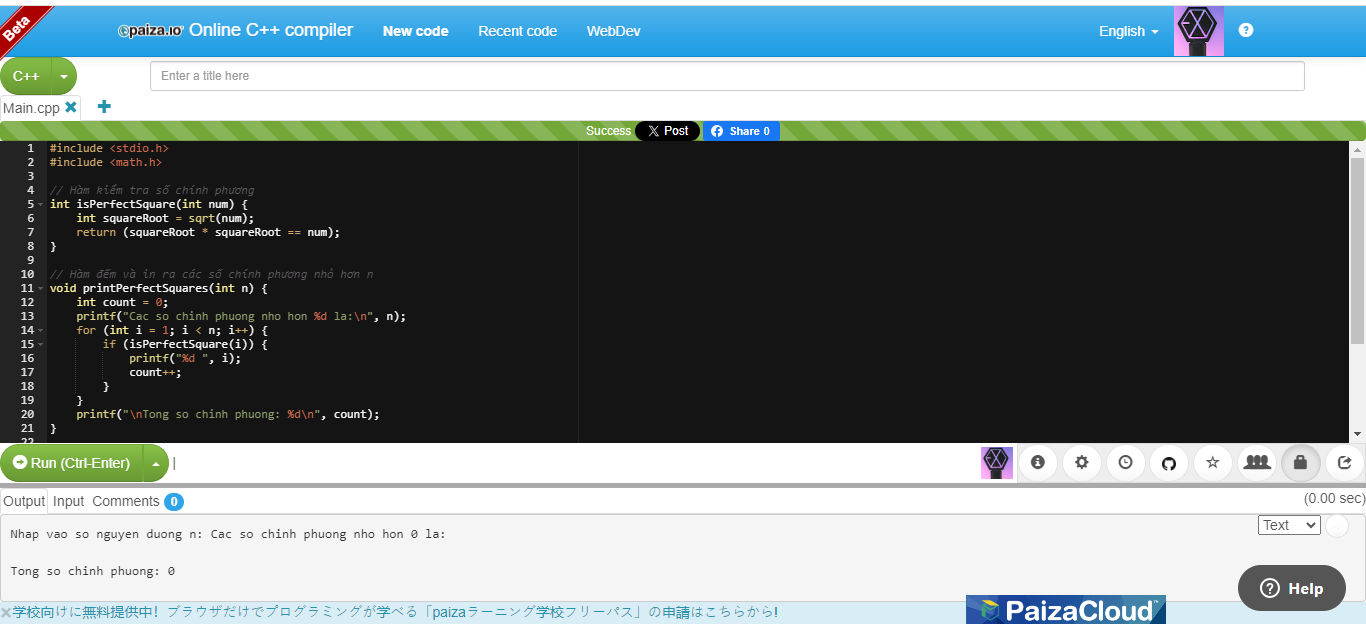 Beta
paiza.IO Online C++ compiler New code Recent code WebDev English ?
C++ Enter a title here
Main.cpp
Success Post Share 0
1 #include <stdio.h>
2 #include <math.h>
3
4 // Hàm kiểm tra số chính phương
5 int isPerfectSquare(int num) {
6 int squareRoot = sqrt(num);
7 return (squareRoot * squareRoot == num);
8 }
9
10 // Hàm đếm và in ra các số chính phương nhỏ hơn n
11 void printPerfectSquares(int n) {
12 int count = 0;
13 printf("Cac so chinh phuong nho hon %d la:\n", n);
14 for (int i = 1; i < n; i++) {
15 if (isPerfectSquare(i)) {
16 printf("%d ", i);
17 count++;
18 }
19 }
20 printf("\nTong so chinh phuong: %d\n", count);
21 }
22
Run (Ctrl-Enter) |
Output Input Comments 0 (0.00 sec)
Text
Nhap vao so nguyen duong n: Cac so chinh phuong nho hon 0 la:
Tong so chinh phuong: 0
? Help
学校向けに無料提供中！ブラウザだけでプログラミングが学べる「paizaラーニング学校フリーパス」の申請はこちらから!
PaizaCloud